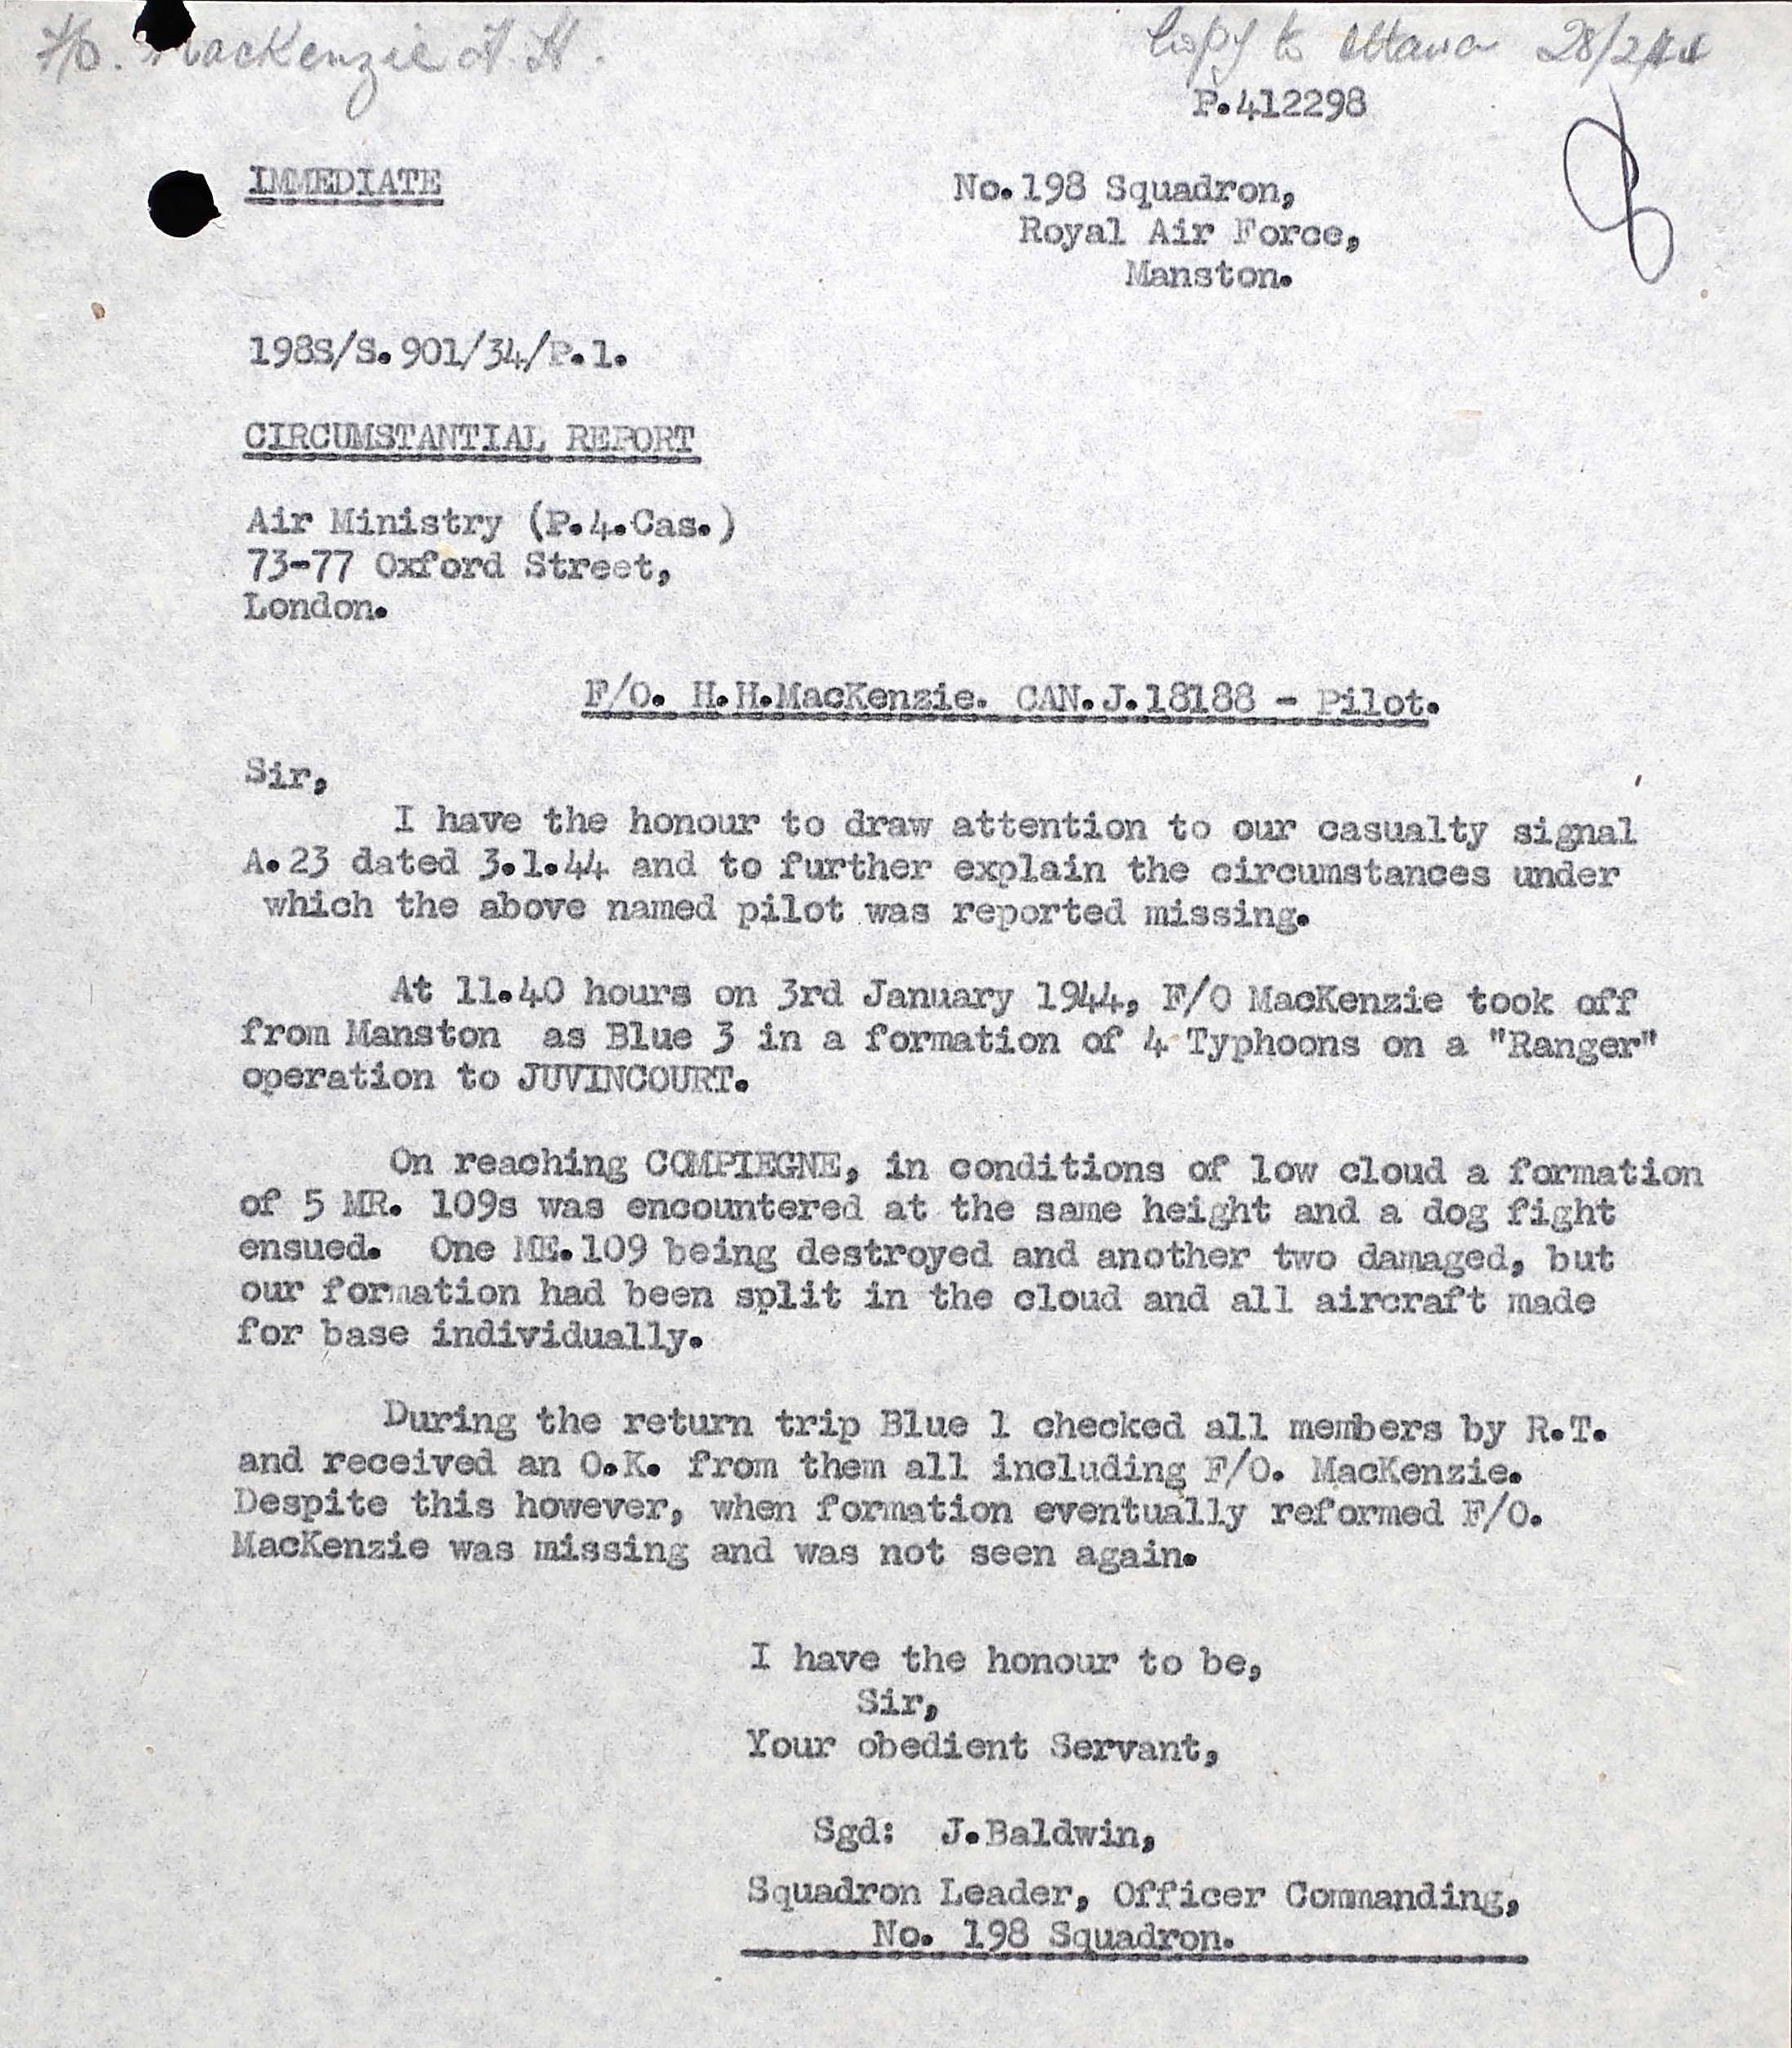 F/O. MacKenzie H.H.
Copy to Ottawa 28/2/44
P.412298
IMMEDIATE
No.198 Squadron,
Royal Air Force,
Manston.
198S/S.901/34/P.1.
CIRCUMSTANTIAL REPORT
Air Ministry (P.4.Cas.)
73-77 Oxford Street,
London.
F/O. H.H.MacKenzie. CAN.J.18188 - Pilot.
Sir,
I have the honour to draw attention to our casualty signal
A.23 dated 3.1.44 and to further explain the circumstances under
which the above named pilot was reported missing.
At 11.40 hours on 3rd January 1944, F/O MacKenzie took off
from Manston as Blue 3 in a formation of 4 Typhoons on a "Ranger"
operation to JUVINCOURT.
On reaching COMPIEGNE, in conditions of low cloud a formation
of 5 MR. 109s was encountered at the same height and a dog fight
ensued. One ME.109 being destroyed and another two damaged, but
our formation had been split in the cloud and all aircraft made
for base individually.
During the return trip Blue 1 checked all members by R.T.
and received an O.K. from them all including F/O. MacKenzie.
Despite this however, when formation eventually reformed F/O.
MacKenzie was missing and was not seen again.
I have the honour to be,
Sir,
Your obedient Servant,
Sgd: J.Baldwin,
Squadron Leader, Officer Commanding,
No. 198 Squadron.